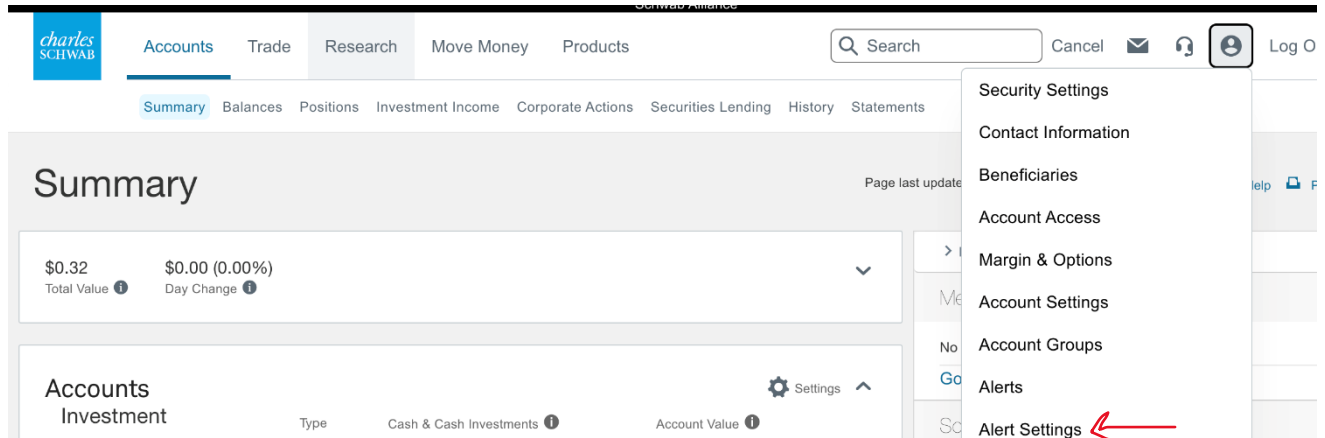 Schwab Alliance
charles
SCHWAB
Accounts Trade Research Move Money Products
Search Cancel Log O
Summary Balances Positions Investment Income Corporate Actions Securities Lending History Statements
Security Settings
Contact Information
Beneficiaries
Account Access
Margin & Options
Account Settings
Account Groups
Alerts
Alert Settings
Summary
Page last update
elp
$0.32 $0.00 (0.00%)
Total Value Day Change
Me
No
Go
Accounts
Settings
Investment
Type Cash & Cash Investments Account Value